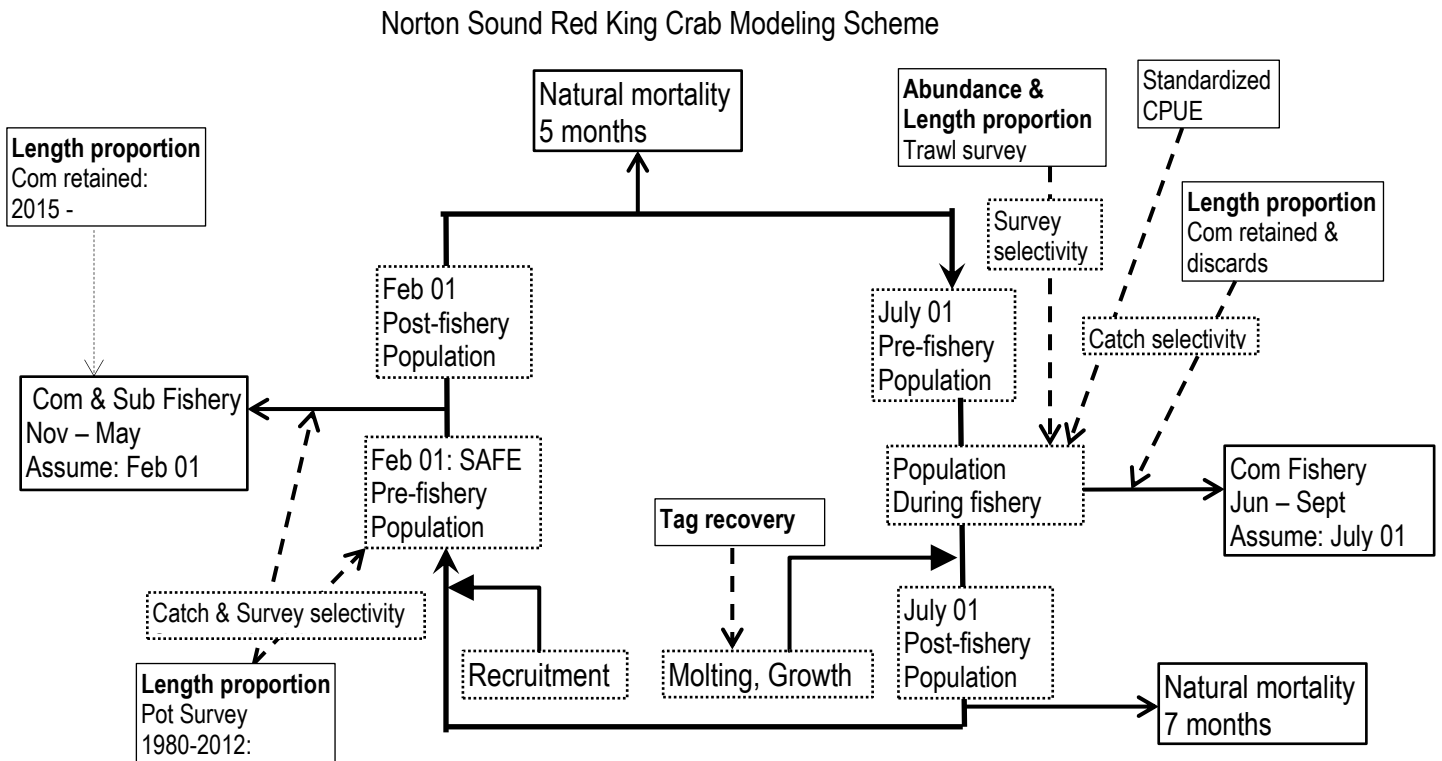 Norton Sound Red King Crab Modeling Scheme
Natural mortality
5 months
Abundance &
Length proportion
Trawl survey
Standardized
CPUE
Length proportion
Com retained:
2015 -
Survey
selectivity
Length proportion
Com retained &
discards
Feb 01
Post-fishery
Population
July 01
Pre-fishery
Population
Catch selectivity
Com & Sub Fishery
Nov – May
Assume: Feb 01
Feb 01: SAFE
Pre-fishery
Population
Population
During fishery
Com Fishery
Jun – Sept
Assume: July 01
Tag recovery
Catch & Survey selectivity
July 01
Post-fishery
Population
Recruitment
Molting, Growth
Length proportion
Pot Survey
1980-2012:
Natural mortality
7 months